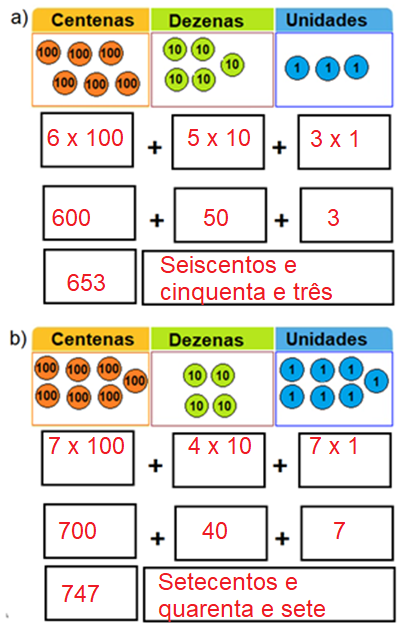 a) Centenas Dezenas Unidades
100 100 100 10 10 10 1 1 1
100 100 100 10 10
6 x 100 + 5 x 10 + 3 x 1
600 + 50 + 3
653 Seiscentos e
cinquenta e três
b) Centenas Dezenas Unidades
100 100 100 100 10 10 1 1 1 1
100 100 100 10 10 1 1 1
7 x 100 + 4 x 10 + 7 x 1
700 + 40 + 7
747 Setecentos e
quarenta e sete